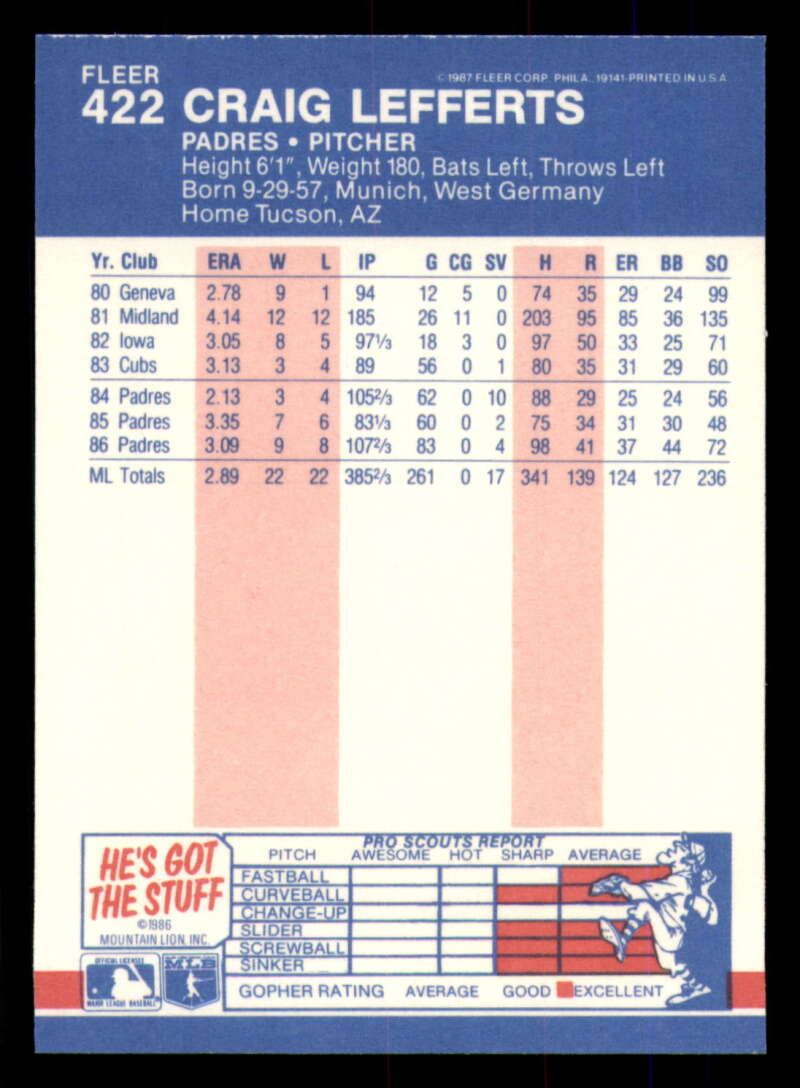 FLEER
© 1987 FLEER CORP. PHILA. 19141-PRINTED IN U.S.A.
422 CRAIG LEFFERTS
PADRES • PITCHER
Height 6'1", Weight 180, Bats Left, Throws Left
Born 9-29-57, Munich, West Germany
Home Tucson, AZ
Yr. Club ERA W L IP G CG SV H R ER BB SO
80 Geneva 2.78 9 1 94 12 5 0 74 35 29 24 99
81 Midland 4.14 12 12 185 26 11 0 203 95 85 36 135
82 Iowa 3.05 8 5 97⅓ 18 3 0 97 50 33 25 71
83 Cubs 3.13 3 4 89 56 0 1 80 35 31 29 60
84 Padres 2.13 3 4 105⅔ 62 0 10 88 29 25 24 56
85 Padres 3.35 7 6 83⅓ 60 0 2 75 34 31 30 48
86 Padres 3.09 9 8 107⅔ 83 0 4 98 41 37 44 72
ML Totals 2.89 22 22 385⅔ 261 0 17 341 139 124 127 236
HE'S GOT
THE STUFF
©1986
MOUNTAIN LION, INC.
PRO SCOUTS REPORT
PITCH AWESOME HOT SHARP AVERAGE
FASTBALL
CURVEBALL
CHANGE-UP
SLIDER
SCREWBALL
SINKER
GOPHER RATING AVERAGE GOOD EXCELLENT
OFFICIAL LICENSEE
MAJOR LEAGUE BASEBALL
MLB